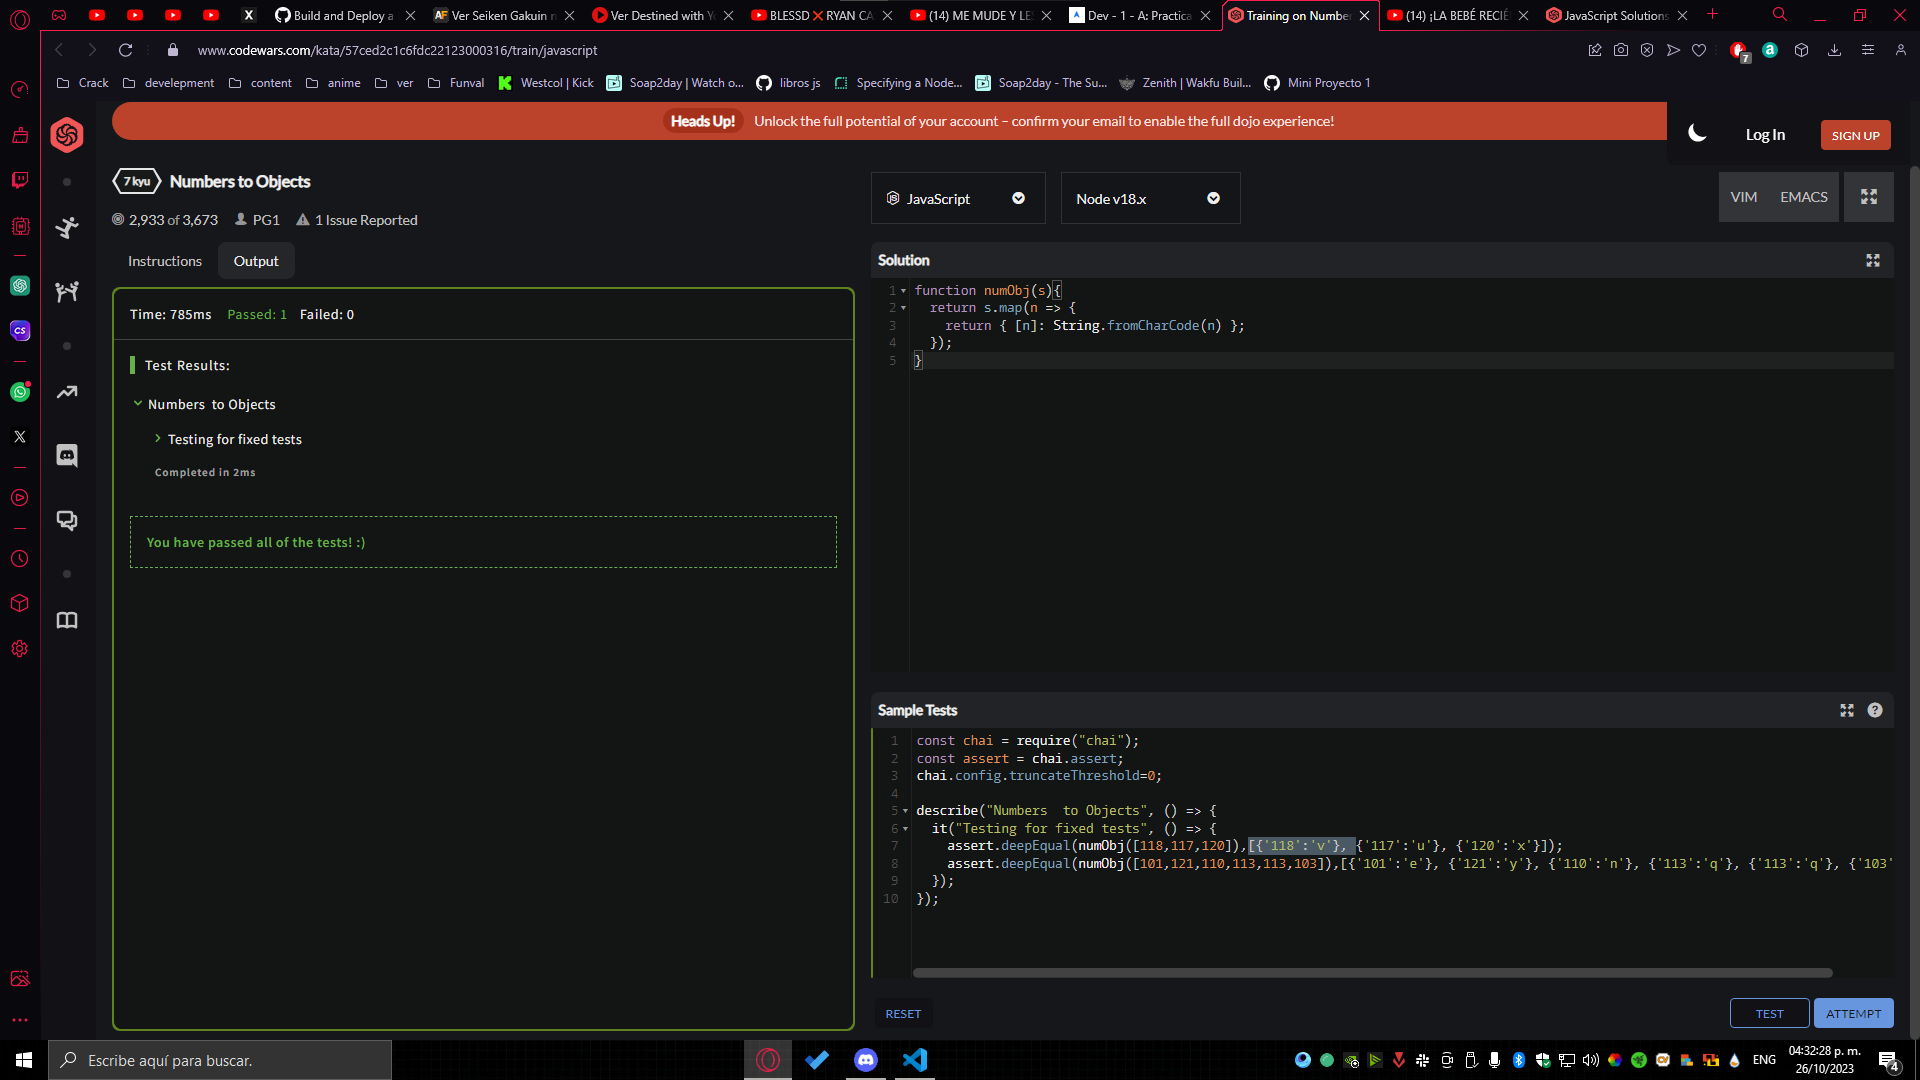 Build and Deploy a
AF Ver Seiken Gakuin n
Ver Destined with Y
BLESSD ❌ RYAN CA
(14) ME MUDE Y LE
Dev - 1 - A: Practica
Training on Number
(14) ¡LA BEBÉ RECIÉ
JavaScript Solutions
www.codewars.com/kata/57ced2c1c6fdc22123000316/train/javascript
7
Crack
develepment
content
anime
ver
Funval
Westcol | Kick
Soap2day | Watch o...
libros js
Specifying a Node...
Soap2day - The Su...
Zenith | Wakfu Buil...
Mini Proyecto 1
Heads Up! Unlock the full potential of your account – confirm your email to enable the full dojo experience!
Log In
SIGN UP
7 kyu
Numbers to Objects
2,933 of 3,673
PG1
1 Issue Reported
JavaScript
Node v18.x
VIM
EMACS
Instructions
Output
Time: 785ms Passed: 1 Failed: 0
Test Results:
Numbers  to Objects
Testing for fixed tests
Completed in 2ms
You have passed all of the tests! :)
Solution
1 function numObj(s){
2   return s.map(n => {
3     return { [n]: String.fromCharCode(n) };
4   });
5 }
Sample Tests
?
1 const chai = require("chai");
2 const assert = chai.assert;
3 chai.config.truncateThreshold=0;
4
5 describe("Numbers  to Objects", () => {
6   it("Testing for fixed tests", () => {
7     assert.deepEqual(numObj([118,117,120]),[{'118':'v'}, {'117':'u'}, {'120':'x'}]);
8     assert.deepEqual(numObj([101,121,110,113,113,103]),[{'101':'e'}, {'121':'y'}, {'110':'n'}, {'113':'q'}, {'113':'q'}, {'103'
9   });
10 });
RESET
TEST
ATTEMPT
CS
Escribe aquí para buscar.
ENG
04:32:28 p. m.
26/10/2023
4